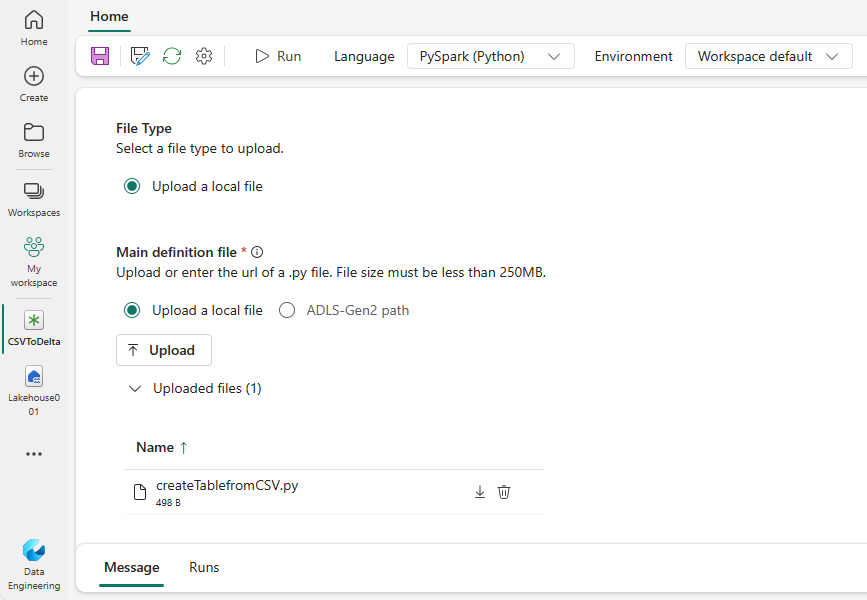 Home
Create
Browse
Workspaces
My
workspace
CSVToDelta
Lakehouse0
01
Data
Engineering
Home
Run
Language
PySpark (Python)
Environment
Workspace default
File Type
Select a file type to upload.
Upload a local file
Main definition file *
Upload or enter the url of a .py file. File size must be less than 250MB.
Upload a local file
ADLS-Gen2 path
Upload
Uploaded files (1)
Name ↑
createTablefromCSV.py
498 B
Message
Runs